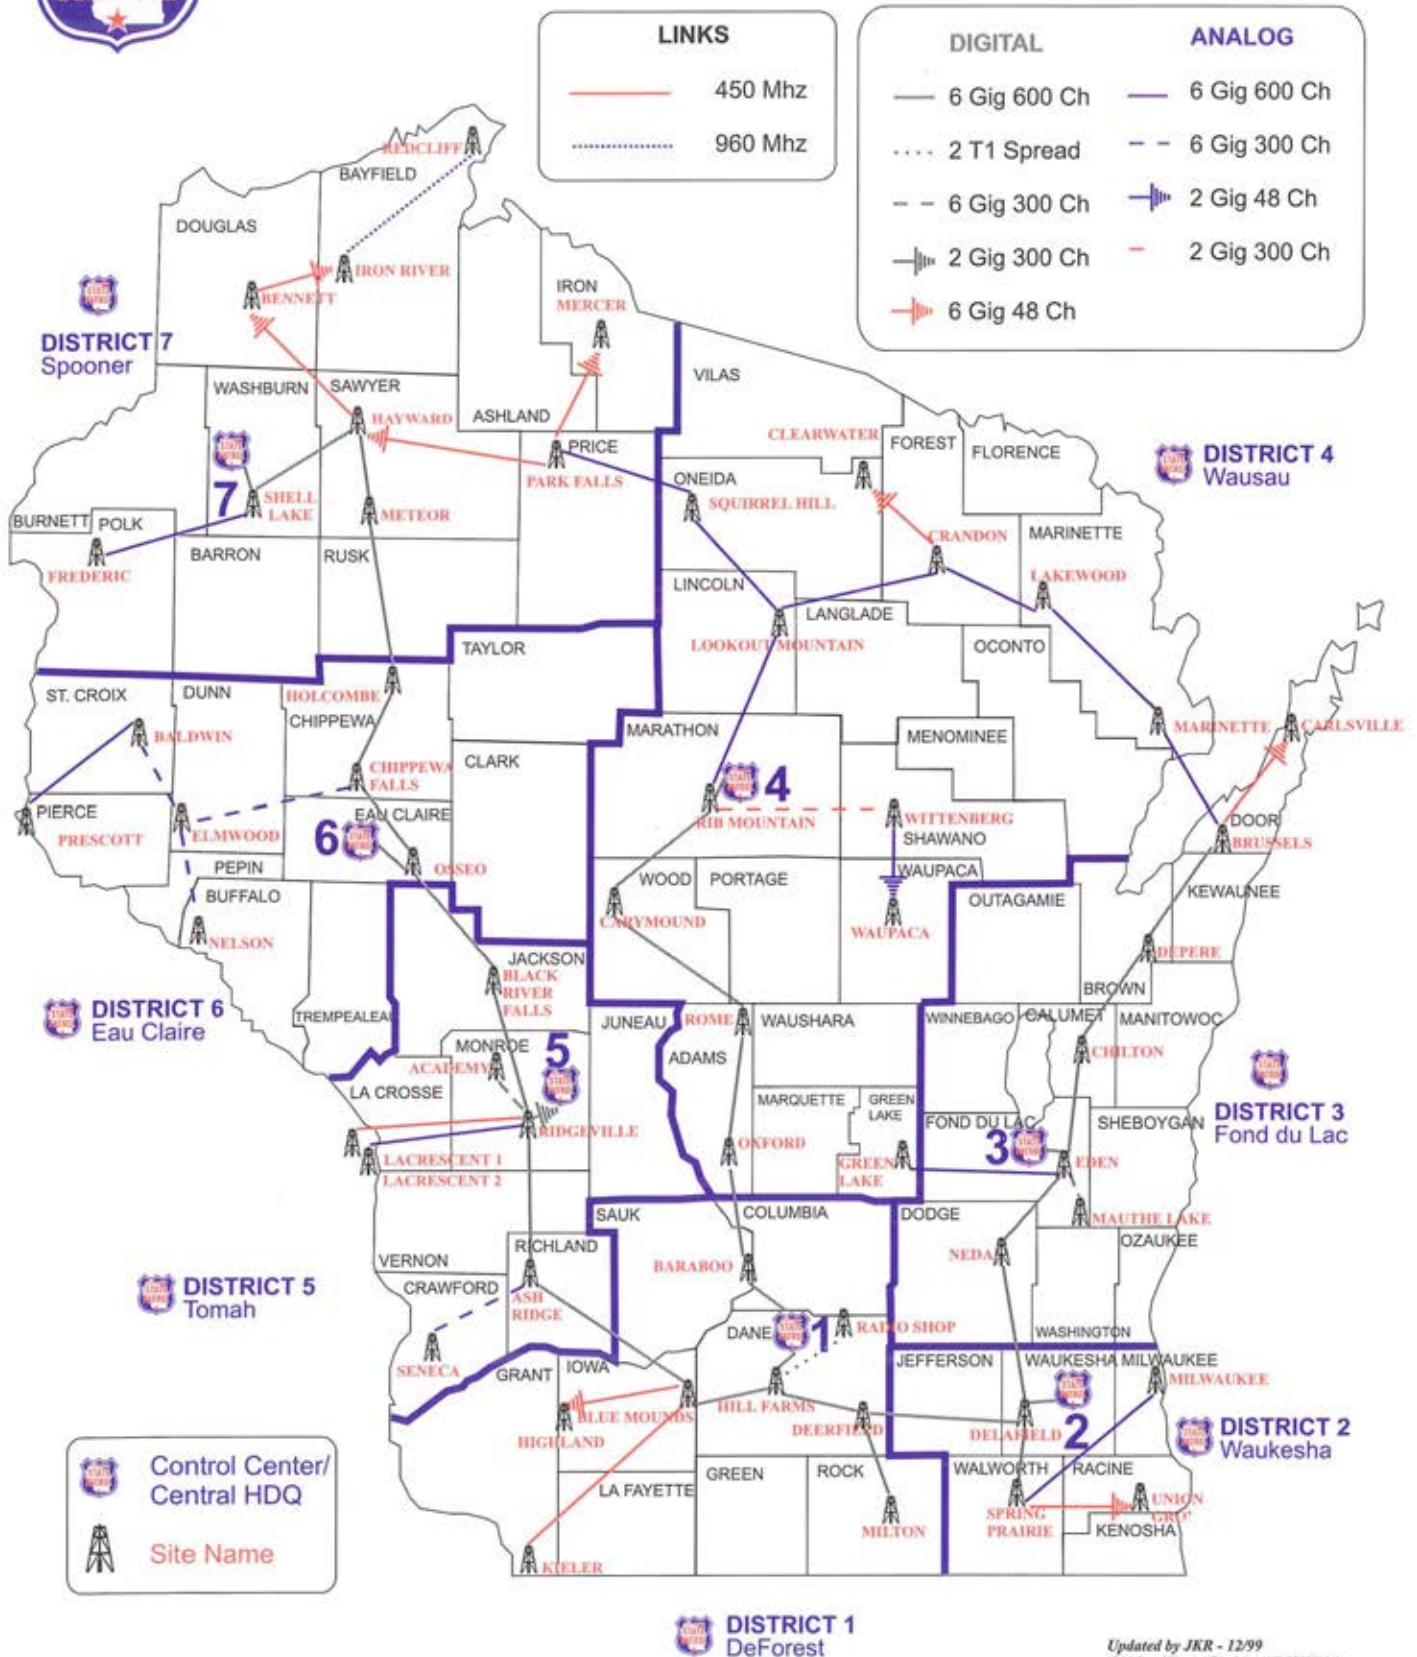 LINKS
450 Mhz
960 Mhz
DIGITAL
6 Gig 600 Ch
2 T1 Spread
6 Gig 300 Ch
2 Gig 300 Ch
6 Gig 48 Ch
ANALOG
6 Gig 600 Ch
6 Gig 300 Ch
2 Gig 48 Ch
2 Gig 300 Ch
REDCLIFF
BAYFIELD
DOUGLAS
IRON RIVER
BENNETT
IRON
MERCER
DISTRICT 7
Spooner
WASHBURN
SAWYER
HAYWARD
ASHLAND
PRICE
PARK FALLS
VILAS
CLEARWATER
FOREST
FLORENCE
DISTRICT 4
Wausau
ONEIDA
SQUIRREL HILL
7
SHELL
LAKE
METEOR
BURNETT
POLK
BARRON
RUSK
FREDERIC
CRANDON
MARINETTE
LAKEWOOD
LINCOLN
LANGLADE
LOOKOUT MOUNTAIN
OCONTO
TAYLOR
ST. CROIX
DUNN
HOLCOMBE
CHIPPEWA
BALDWIN
MARATHON
MENOMINEE
MARINETTE
CARLSVILLE
CHIPPEWA
FALLS
CLARK
4
PIERCE
PRESCOTT
ELMWOOD
EAU CLAIRE
6
RIB MOUNTAIN
WITTENBERG
SHAWANO
DOOR
BRUSSELS
PEPIN
OSSEO
WOOD
PORTAGE
WAUPACA
BUFFALO
OUTAGAMIE
KEWAUNEE
NELSON
CARYMOUND
WAUPACA
DEPERE
JACKSON
BLACK
RIVER
FALLS
BROWN
DISTRICT 6
Eau Claire
TREMPEALEAU
JUNEAU
ROME
WAUSHARA
WINNEBAGO
CALUMET
MANITOWOC
MONROE
5
ACADEMY
ADAMS
CHILTON
LA CROSSE
MARQUETTE
GREEN
LAKE
FOND DU LAC
SHEBOYGAN
DISTRICT 3
Fond du Lac
RIDGEVILLE
OXFORD
3
GREEN
LAKE
EDEN
LACRESCENT 1
LACRESCENT 2
SAUK
COLUMBIA
DODGE
MAUTHE LAKE
OZAUKEE
RICHLAND
VERNON
BARABOO
NEDA
DISTRICT 5
Tomah
CRAWFORD
ASH
RIDGE
DANE
1
RADIO SHOP
WASHINGTON
SENECA
GRANT
IOWA
JEFFERSON
WAUKESHA
MILWAUKEE
MILWAUKEE
BLUE MOUNDS
HILL FARMS
HIGHLAND
DEERFIELD
DELAFIELD
2
DISTRICT 2
Waukesha
Control Center/
Central HDQ
Site Name
LA FAYETTE
GREEN
ROCK
WALWORTH
RACINE
SPRING
PRAIRIE
UNION
KENOSHA
MILTON
KIELER
DISTRICT 1
DeForest
Updated by JKR - 12/99